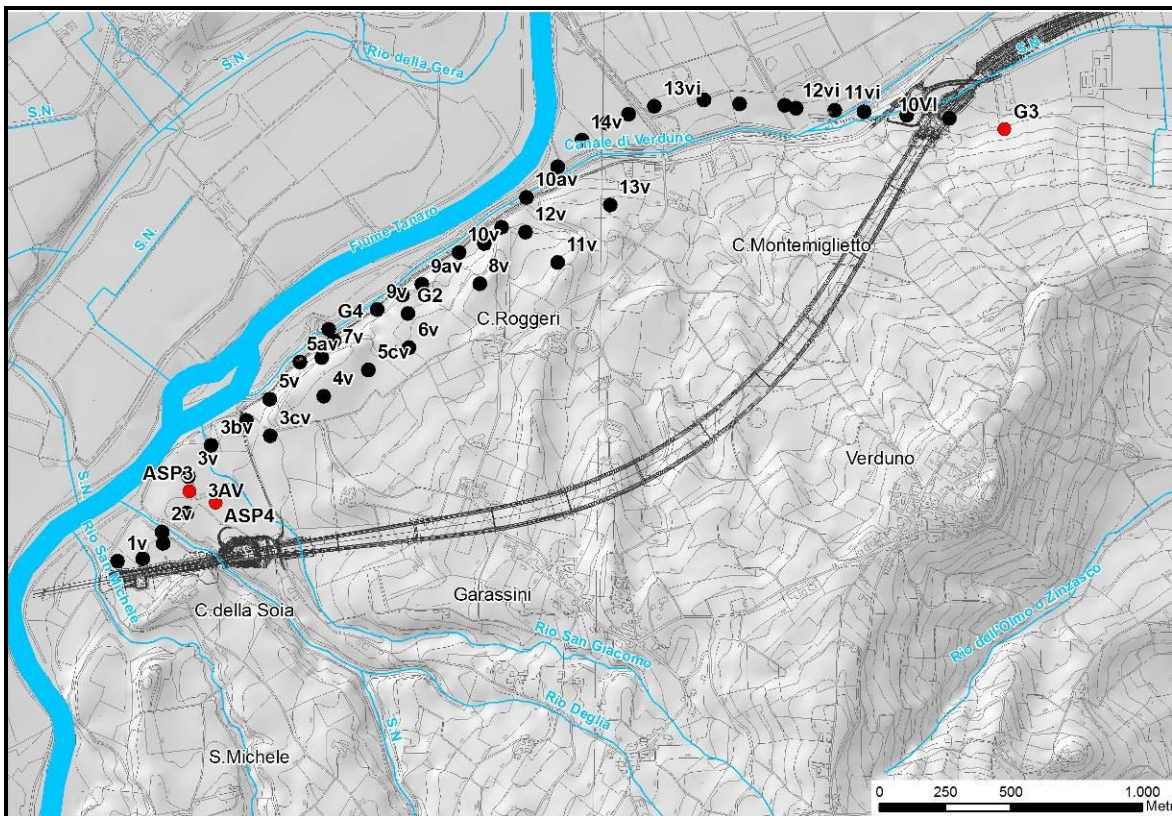 Rio della Gera
S.N.
S.N.
S.N.
S.N.
13vi
12vi
11vi
10VI
G3
14v
Canale di Verduno
Fiume Tanaro
10av
13v
12v
10v
11v
C.Montemiglietto
9av
8v
9v
G2
C.Roggeri
G4
7v
6v
5av
5cv
5v
4v
3cv
3bv
3v
Verduno
ASP3
3AV
S.N.
2v
ASP4
1v
Rio San Michele
C.della Soia
Garassini
Rio San Giacomo
Rio dell'Olmo o Zinzasco
Rio Deglia
S.N.
S.Michele
0 250 500 1.000
Metri